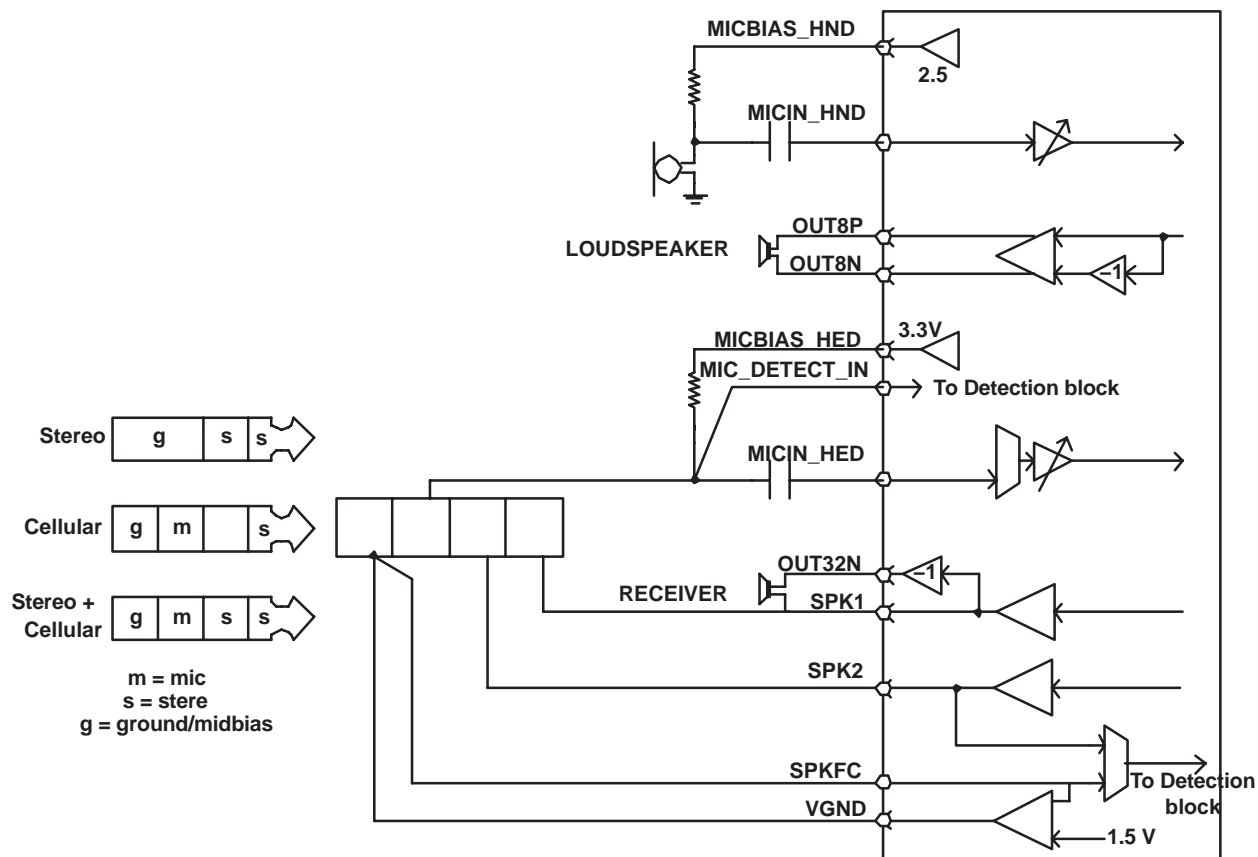 MICBIAS_HND
2.5
MICIN_HND
OUT8P
LOUDSPEAKER
OUT8N
–1
MICBIAS_HED
3.3V
MIC_DETECT_IN
To Detection block
Stereo
g s s
MICIN_HED
Cellular
g m s
OUT32N
–1
RECEIVER
SPK1
Stereo +
Cellular
g m s s
m = mic
s = stere
g = ground/midbias
SPK2
SPKFC
To Detection
block
VGND
1.5 V